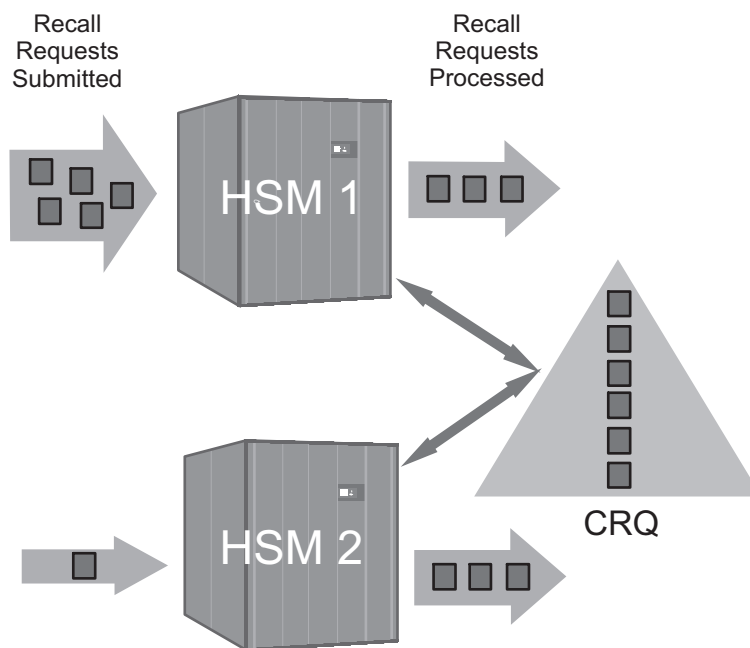 Recall
Requests
Submitted
Recall
Requests
Processed
HSM 1
HSM 2
CRQ